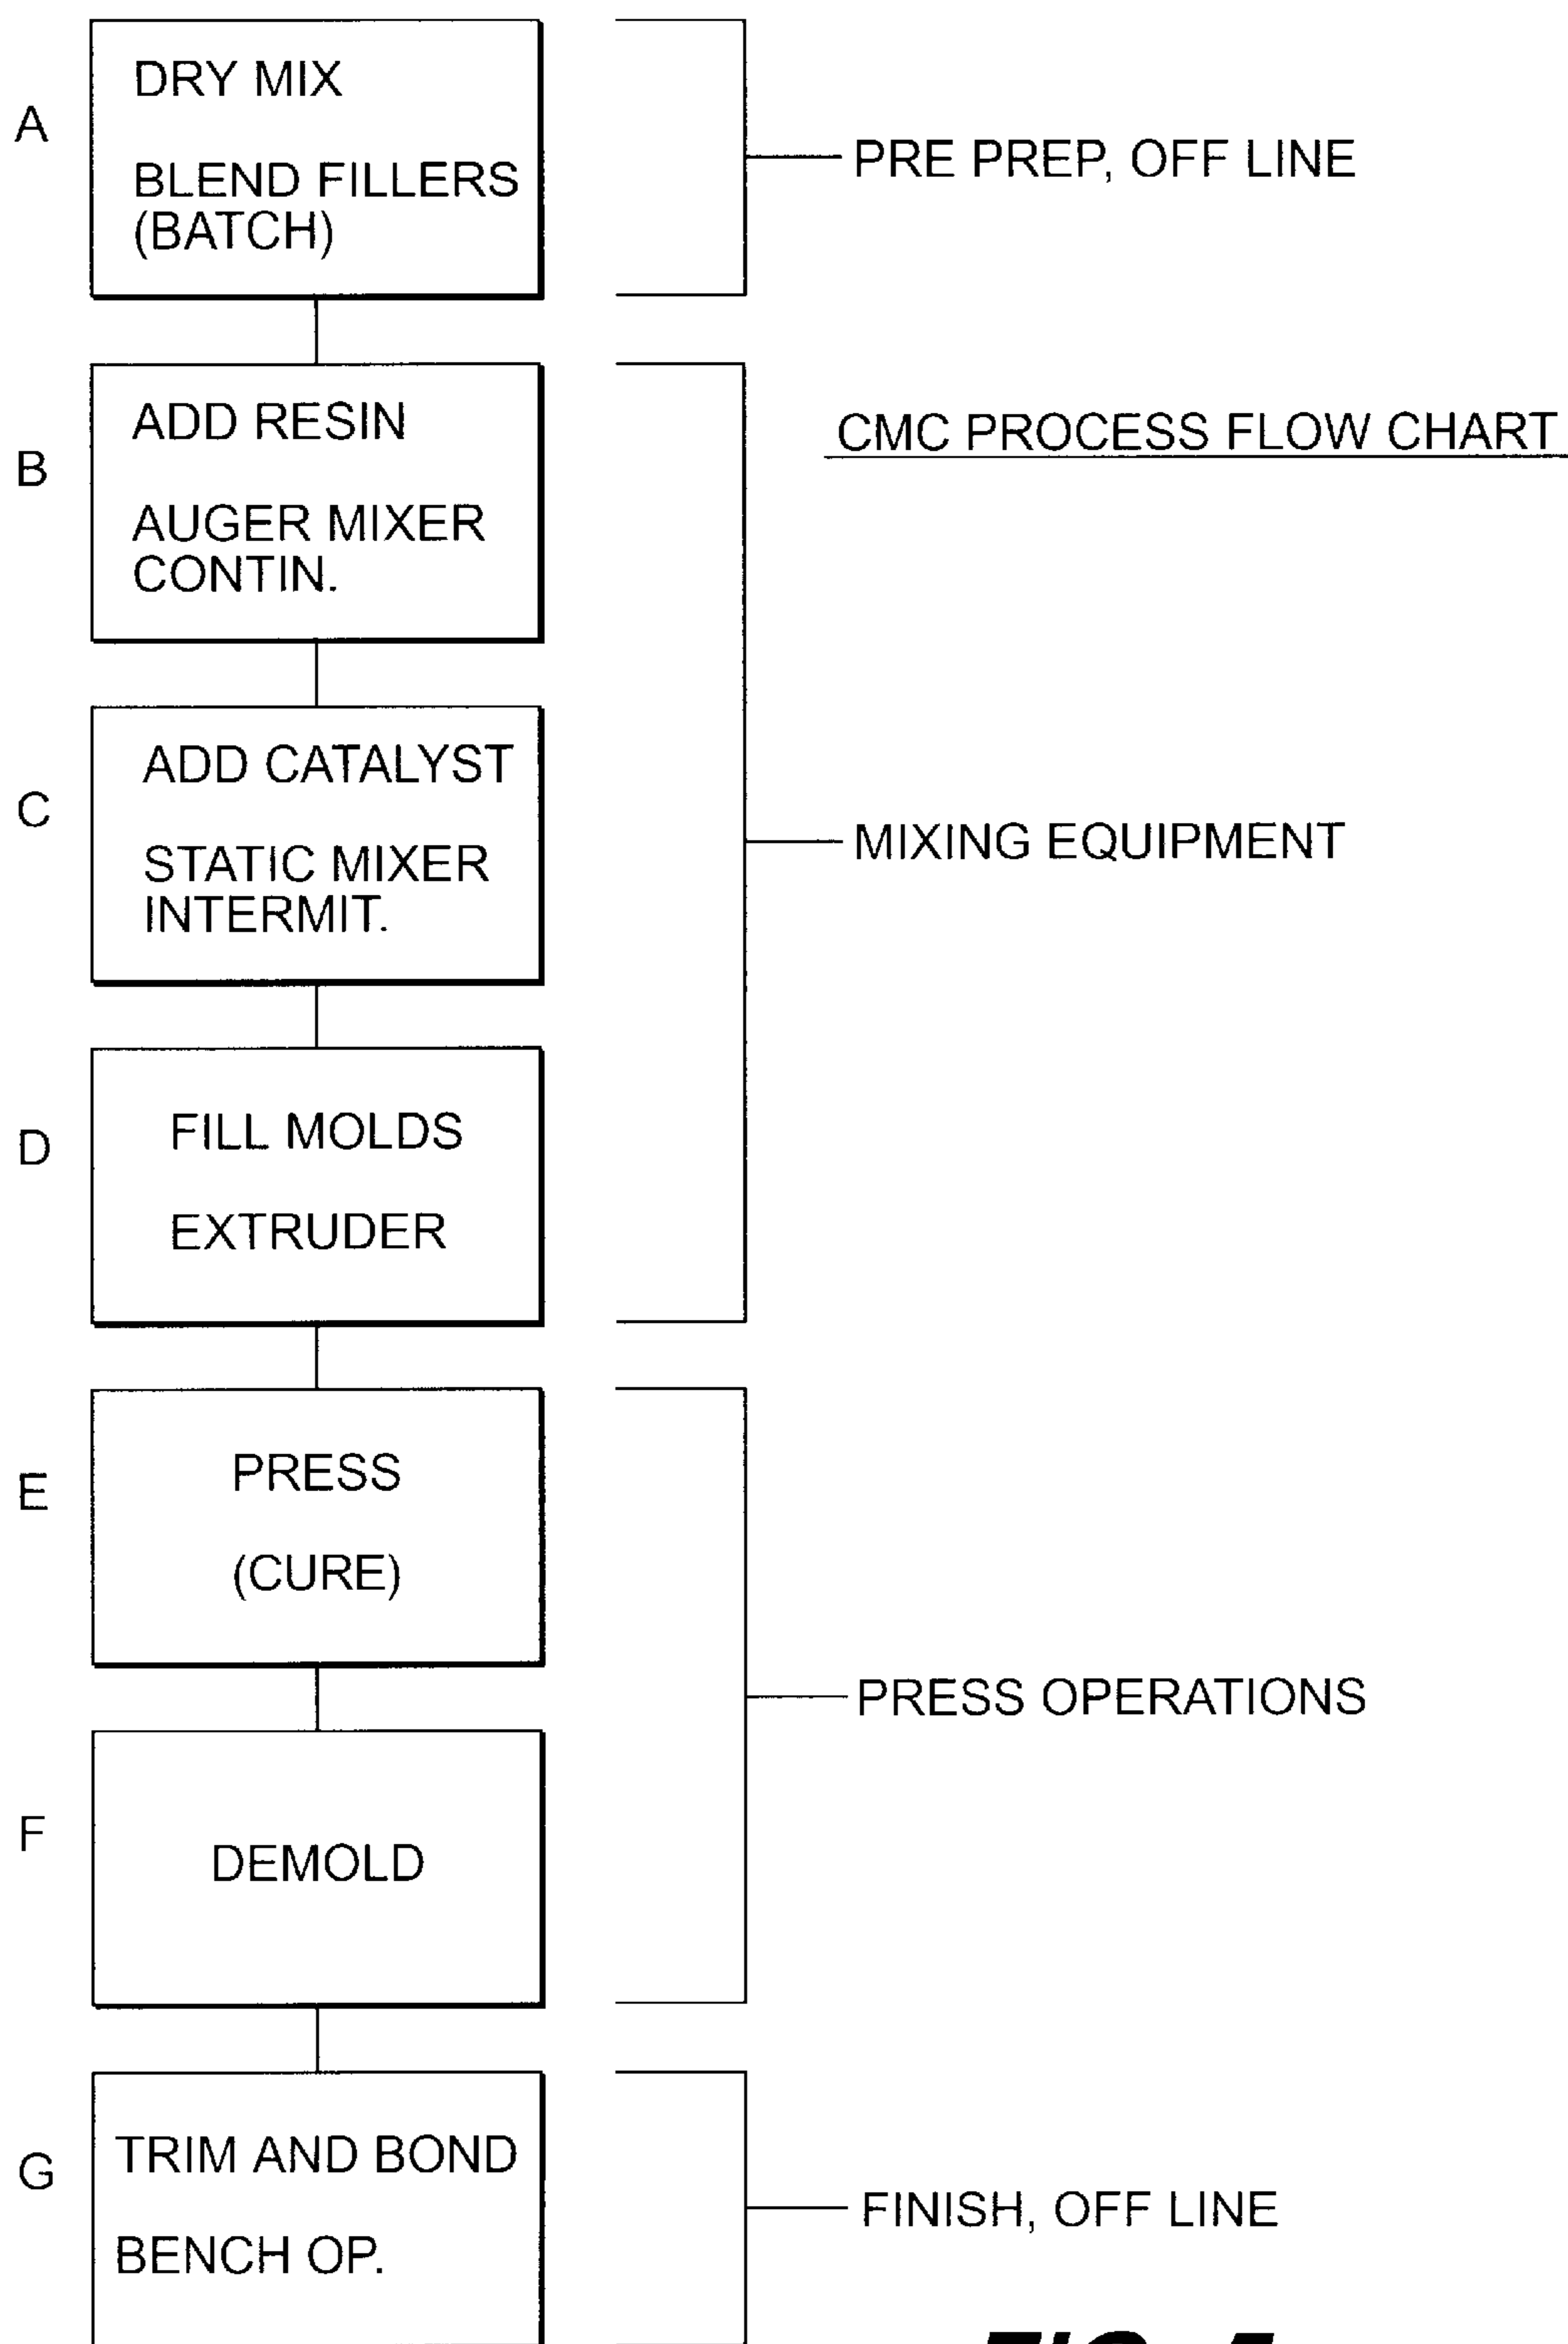 A
DRY MIX
BLEND FILLERS
(BATCH)
PRE PREP, OFF LINE
CMC PROCESS FLOW CHART
B
ADD RESIN
AUGER MIXER
CONTIN.
C
ADD CATALYST
STATIC MIXER
INTERMIT.
MIXING EQUIPMENT
D
FILL MOLDS
EXTRUDER
E
PRESS
(CURE)
PRESS OPERATIONS
F
DEMOLD
G
TRIM AND BOND
BENCH OP.
FINISH, OFF LINE